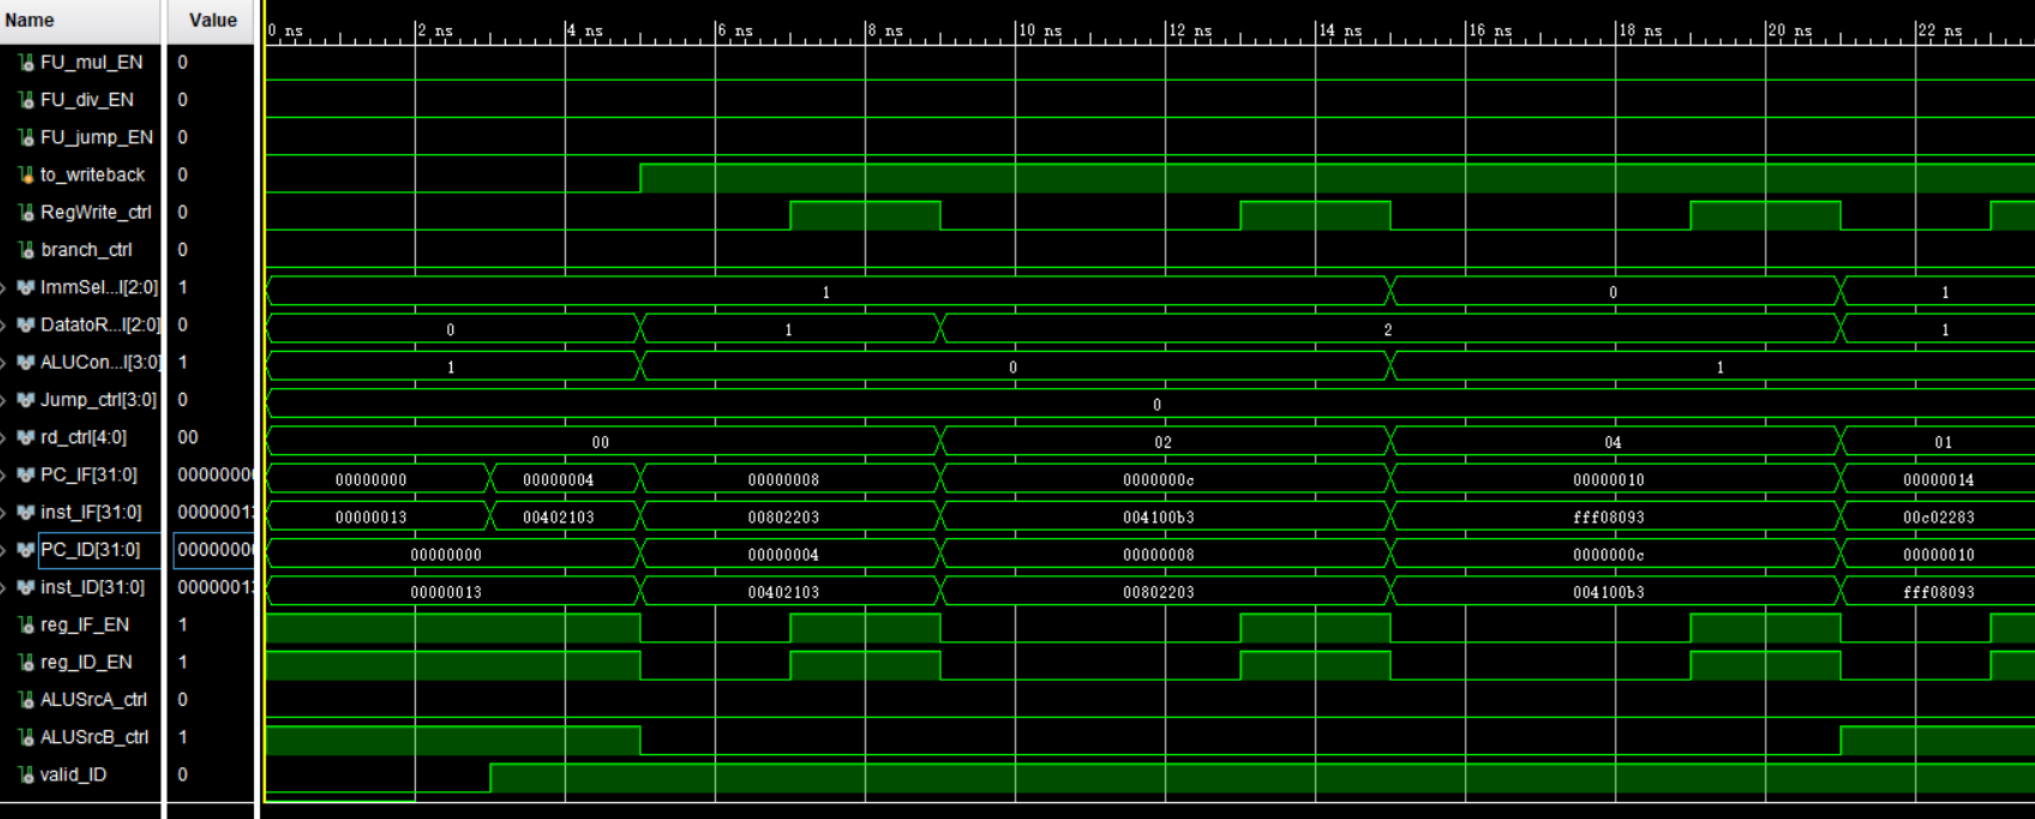 Name Value 0 ns 2 ns 4 ns 6 ns 8 ns 10 ns 12 ns 14 ns 16 ns 18 ns 20 ns 22 ns
FU_mul_EN 0
FU_div_EN 0
FU_jump_EN 0
to_writeback 0
RegWrite_ctrl 0
branch_ctrl 0
ImmSel...l[2:0] 1 1 0 1
DatatoR...l[2:0] 0 0 1 2 1
ALUCon...l[3:0] 1 1 0 1
Jump_ctrl[3:0] 0 0
rd_ctrl[4:0] 00 00 02 04 01
PC_IF[31:0] 0000000 00000000 00000004 00000008 0000000c 00000010 00000014
inst_IF[31:0] 0000001 00000013 00402103 00802203 004100b3 fff08093 00c02283
PC_ID[31:0] 0000000 00000000 00000004 00000008 0000000c 00000010
inst_ID[31:0] 0000001 00000013 00402103 00802203 004100b3 fff08093
reg_IF_EN 1
reg_ID_EN 1
ALUSrcA_ctrl 0
ALUSrcB_ctrl 1
valid_ID 0